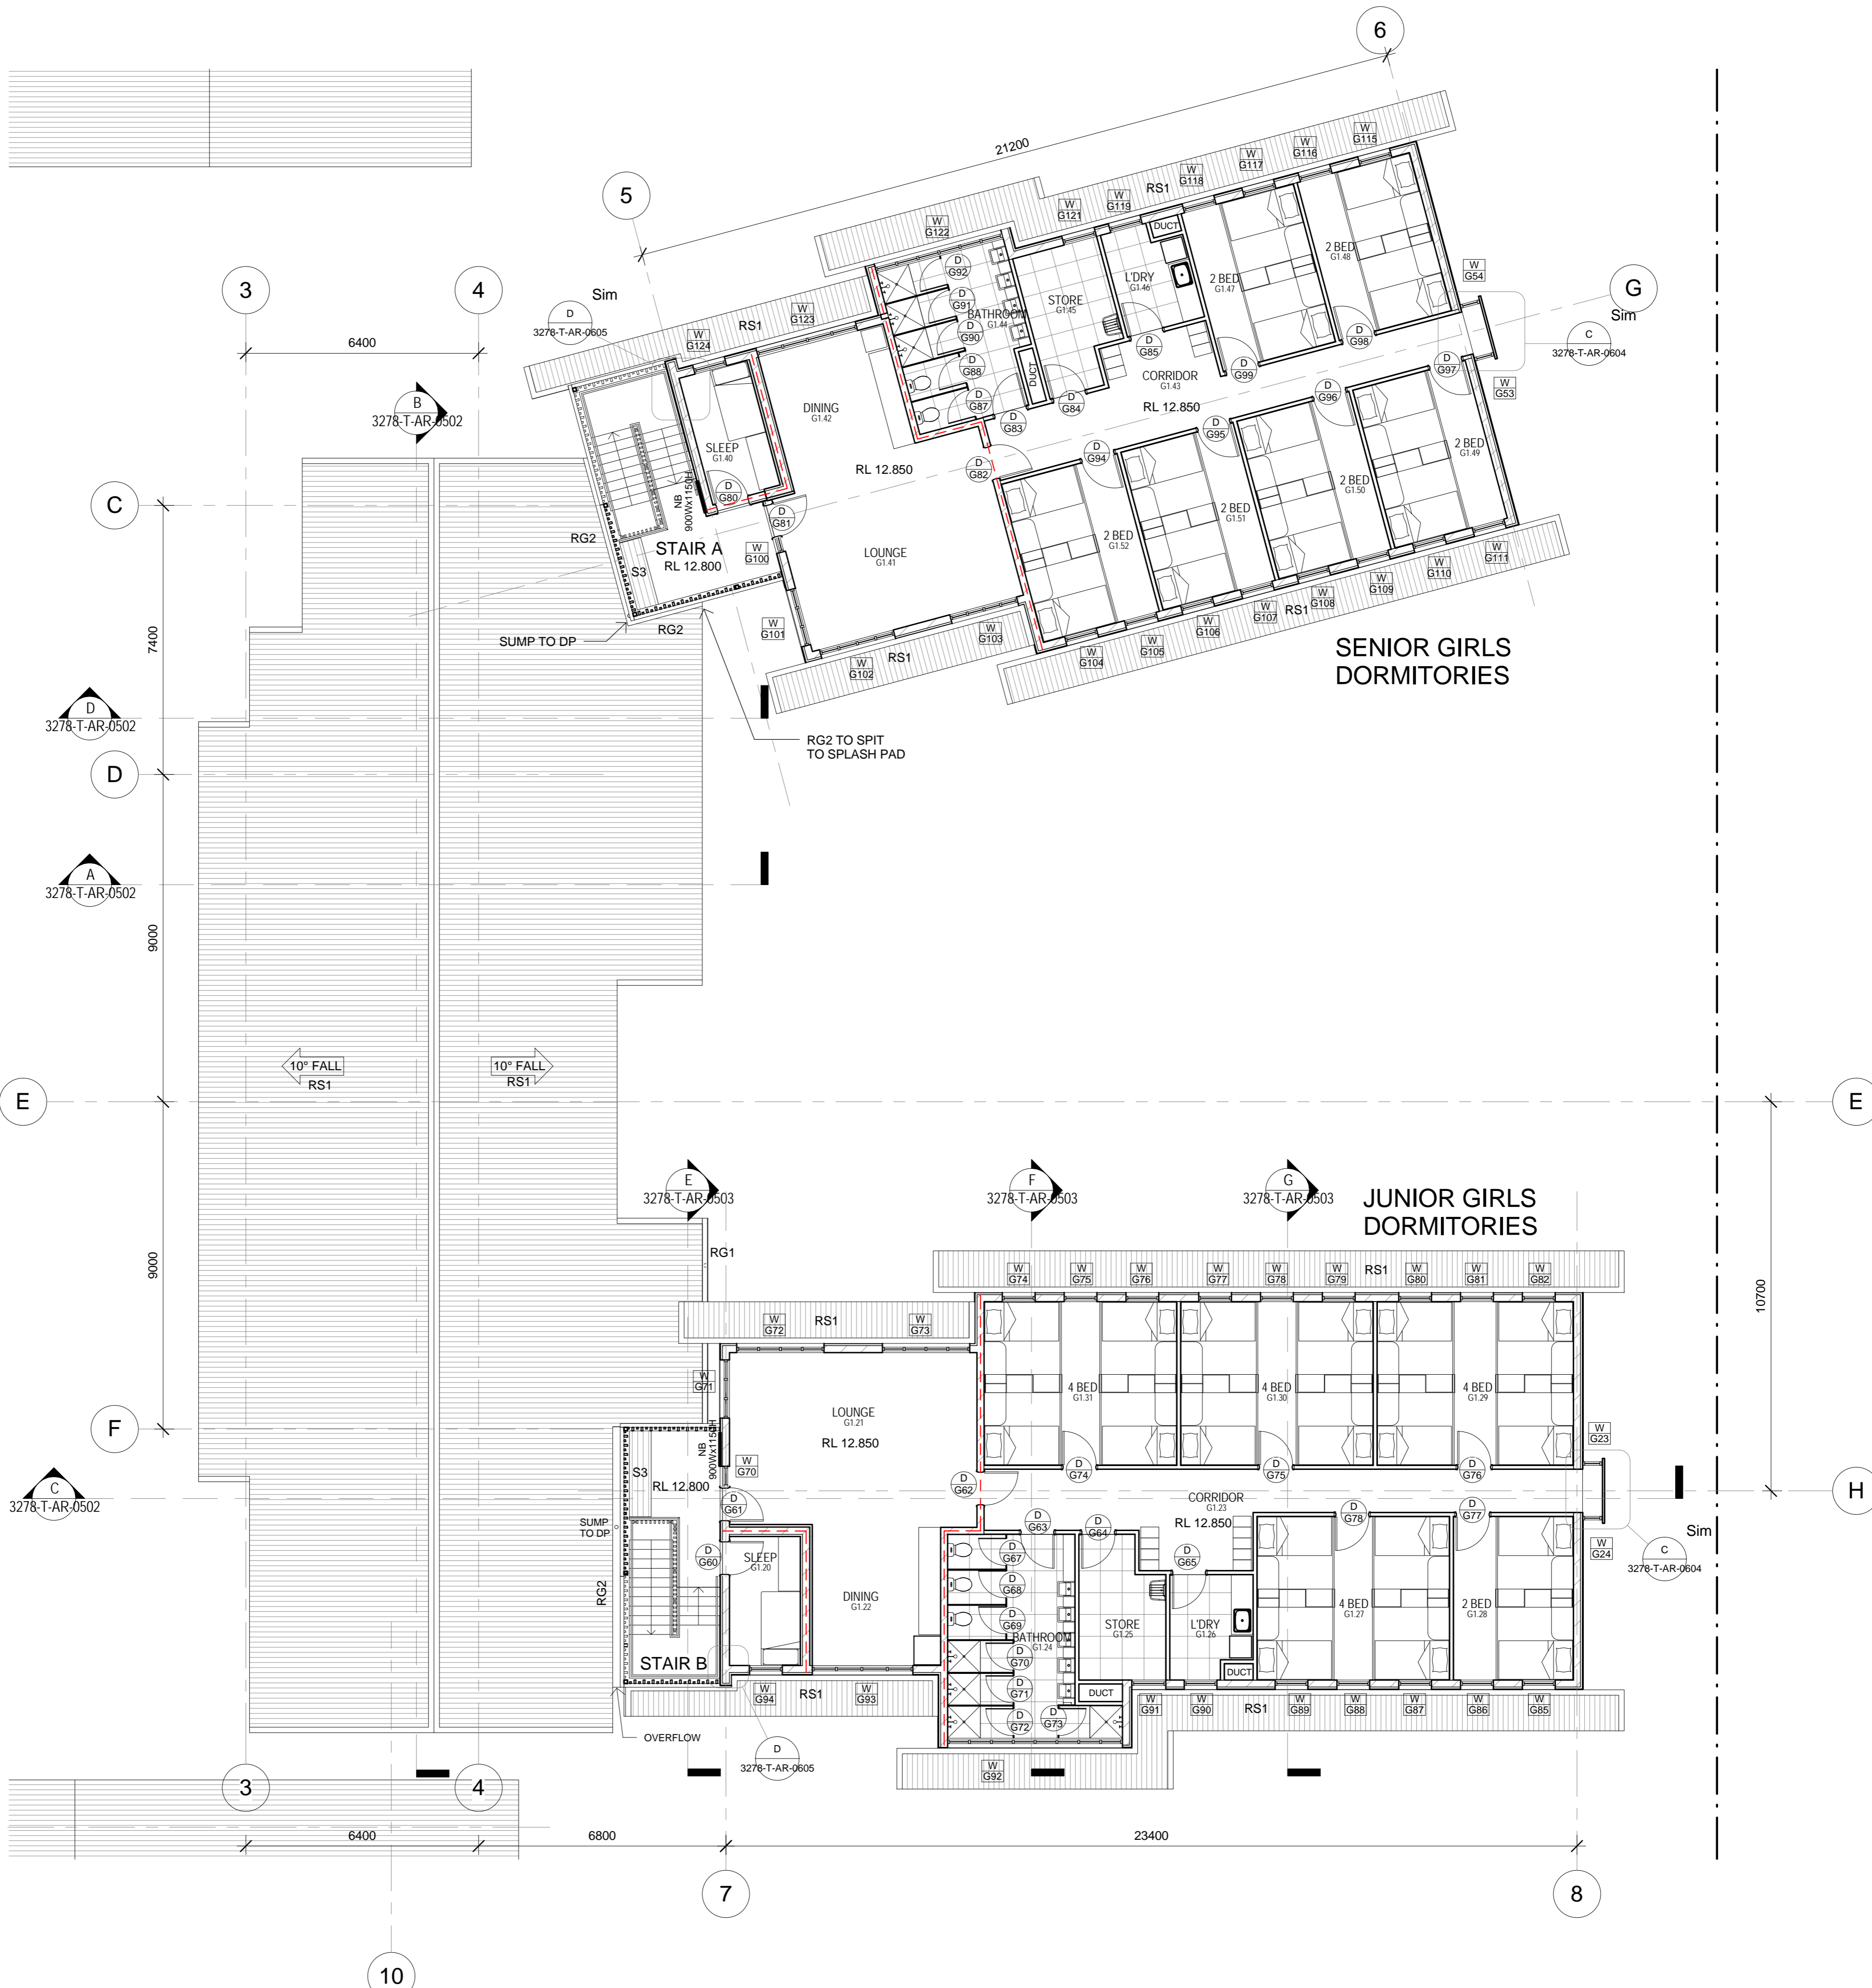 6
21200
5
W
G115
W
G116
W
G117
W
G118
RS1
W
G119
W
G121
W
G122
DUCT
2 BED
G1.48
2 BED
G1.47
L'DRY
G1.46
STORE
G1.45
BATHROOM
G1.44
D
G92
D
G91
D
G90
D
G88
D
G87
D
G83
DUCT
D
G84
D
G85
CORRIDOR
G1.43
RL 12.850
D
G99
D
G98
D
G97
D
G96
D
G95
D
G94
W
G54
G
Sim
C
3278-T-AR-0604
W
G53
3
4
6400
Sim
D
3278-T-AR-0605
W
G124
RS1
W
G123
B
3278-T-AR-0502
DINING
G1.42
SLEEP
G1.40
RL 12.850
D
G82
D
G80
D
G81
NB
900Wx1150H
2 BED
G1.49
2 BED
G1.50
2 BED
G1.51
2 BED
G1.52
C
RG2
STAIR A
RL 12.800
S3
W
G100
LOUNGE
G1.41
W
G101
RG2
SUMP TO DP
W
G102
RS1
W
G103
W
G104
W
G105
W
G106
W
G107
RS1
W
G108
W
G109
W
G110
W
G111
SENIOR GIRLS
DORMITORIES
7400
D
3278-T-AR-0502
RG2 TO SPIT
TO SPLASH PAD
D
A
3278-T-AR-0502
9000
10° FALL
RS1
10° FALL
RS1
E
E
E
3278-T-AR-0503
F
3278-T-AR-0503
G
3278-T-AR-0503
JUNIOR GIRLS
DORMITORIES
9000
RG1
10700
W
G74
W
G75
W
G76
W
G77
W
G78
W
G79
RS1
W
G80
W
G81
W
G82
W
G72
RS1
W
G73
W
G71
4 BED
G1.31
4 BED
G1.30
4 BED
G1.29
LOUNGE
G1.21
RL 12.850
F
NB
900Wx1150H
W
G70
S3
RL 12.800
D
G61
D
G62
D
G74
D
G75
D
G76
W
G23
C
3278-T-AR-0502
CORRIDOR
G1.23
RL 12.850
H
SUMP
TO DP
D
G60
SLEEP
G1.20
D
G63
D
G64
D
G65
D
G78
D
G77
Sim
W
G24
C
3278-T-AR-0604
D
G67
D
G68
D
G69
D
G70
D
G71
D
G72
D
G73
RG2
DINING
G1.22
BATHROOM
G1.24
STORE
G1.25
L'DRY
G1.26
4 BED
G1.27
2 BED
G1.28
STAIR B
DUCT
DUCT
W
G94
RS1
W
G93
W
G91
W
G90
RS1
W
G89
W
G88
W
G87
W
G86
W
G85
OVERFLOW
D
3278-T-AR-0605
W
G92
3
4
6400
6800
23400
7
8
10